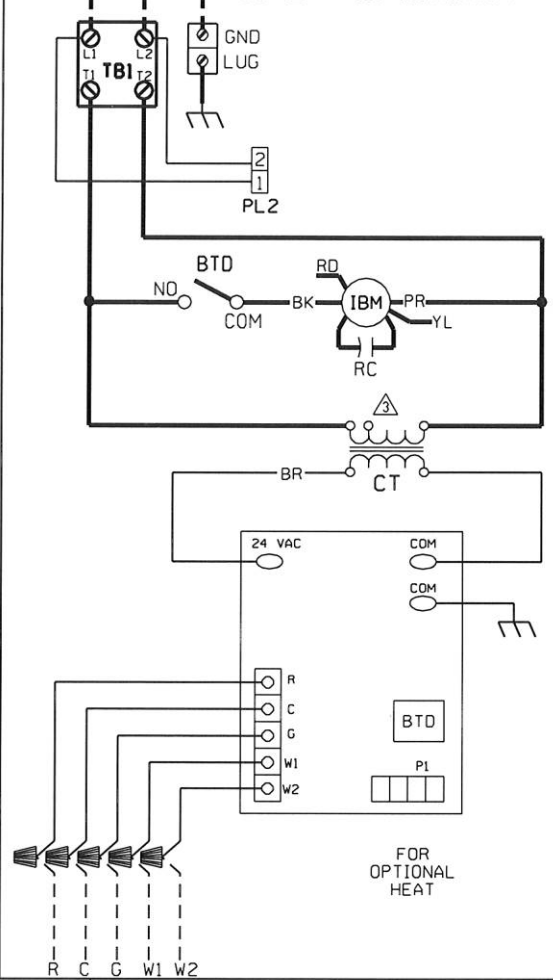 L1 L2
GND
TB1
LUG
T1 T2
2
1
PL2
BTD
RD
NO
BK
IBM
PR
COM
YL
RC
3
BR
CT
24 VAC
COM
COM
R
C
G
BTD
W1
P1
W2
FOR
OPTIONAL
HEAT
R C G W1 W2